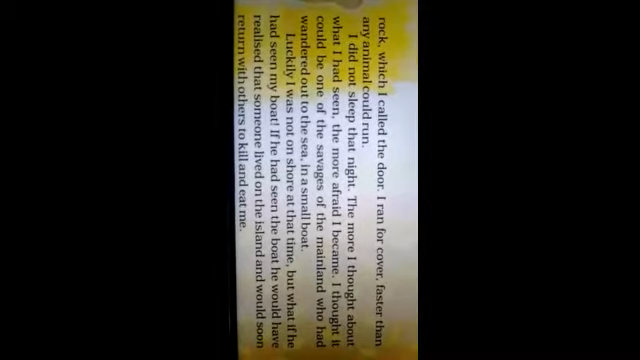 rock, which I called the door. I ran for cover, faster than
any animal could run.
I did not sleep that night. The more I thought about
what I had seen, the more afraid I became. I thought it
could be one of the savages of the mainland who had
wandered out to the sea, in a small boat.
Luckily I was not on shore at that time, but what if he
had seen my boat! If he had seen the boat he would have
realised that someone lived on the island and would soon
return with others to kill and eat me.